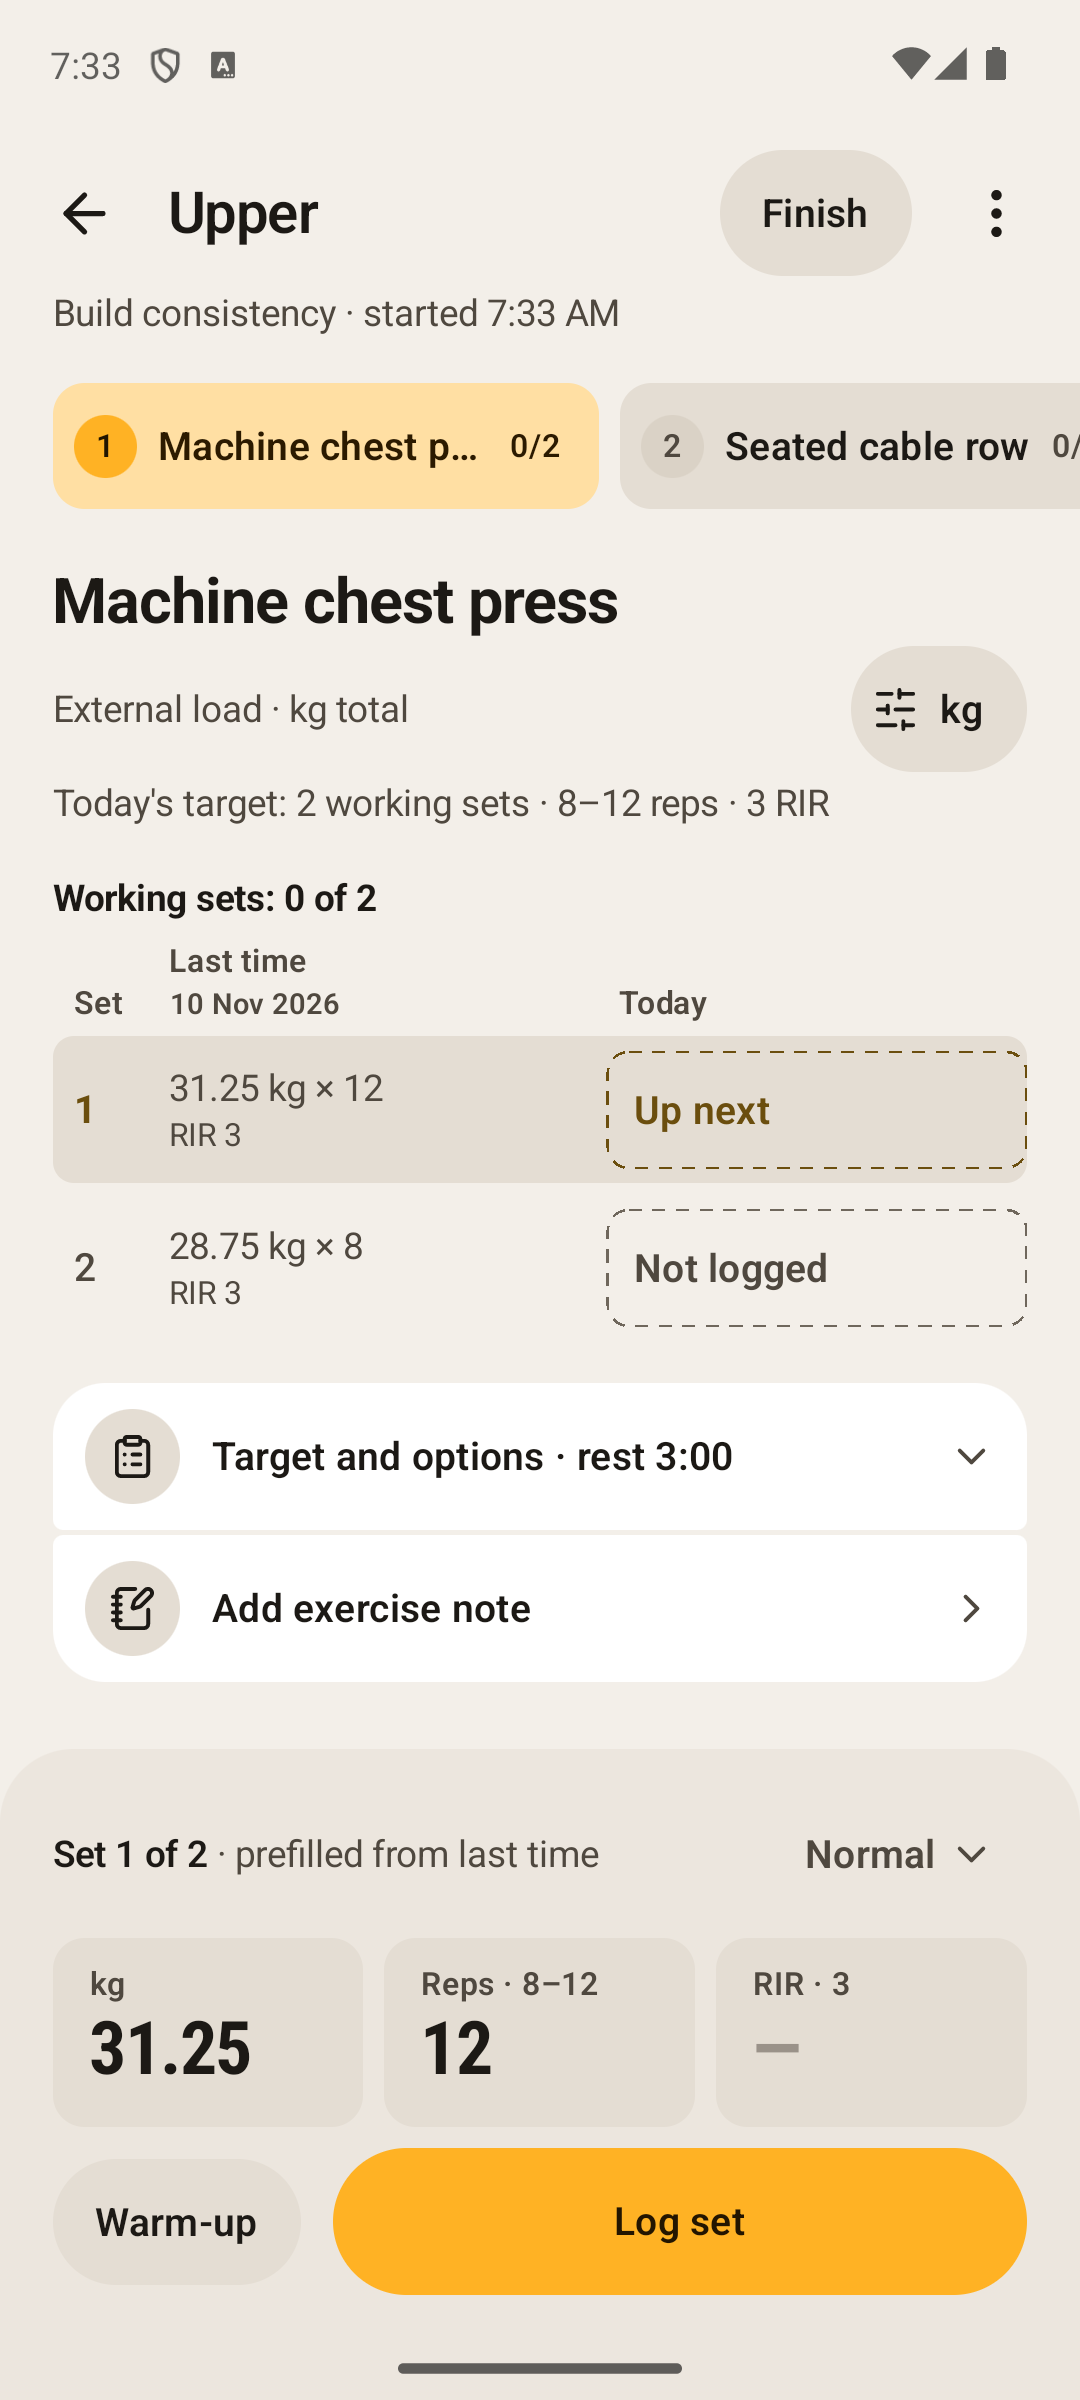 7:33
Upper
Finish
Build consistency · started 7:33 AM
1 Machine chest p... 0/2
2 Seated cable row 0/
Machine chest press
External load · kg total
kg
Today's target: 2 working sets · 8–12 reps · 3 RIR
Working sets: 0 of 2
Set
Last time
10 Nov 2026
Today
1
31.25 kg × 12
RIR 3
Up next
2
28.75 kg × 8
RIR 3
Not logged
Target and options · rest 3:00
Add exercise note
Set 1 of 2 · prefilled from last time
Normal
kg
31.25
Reps · 8–12
12
RIR · 3
—
Warm-up
Log set